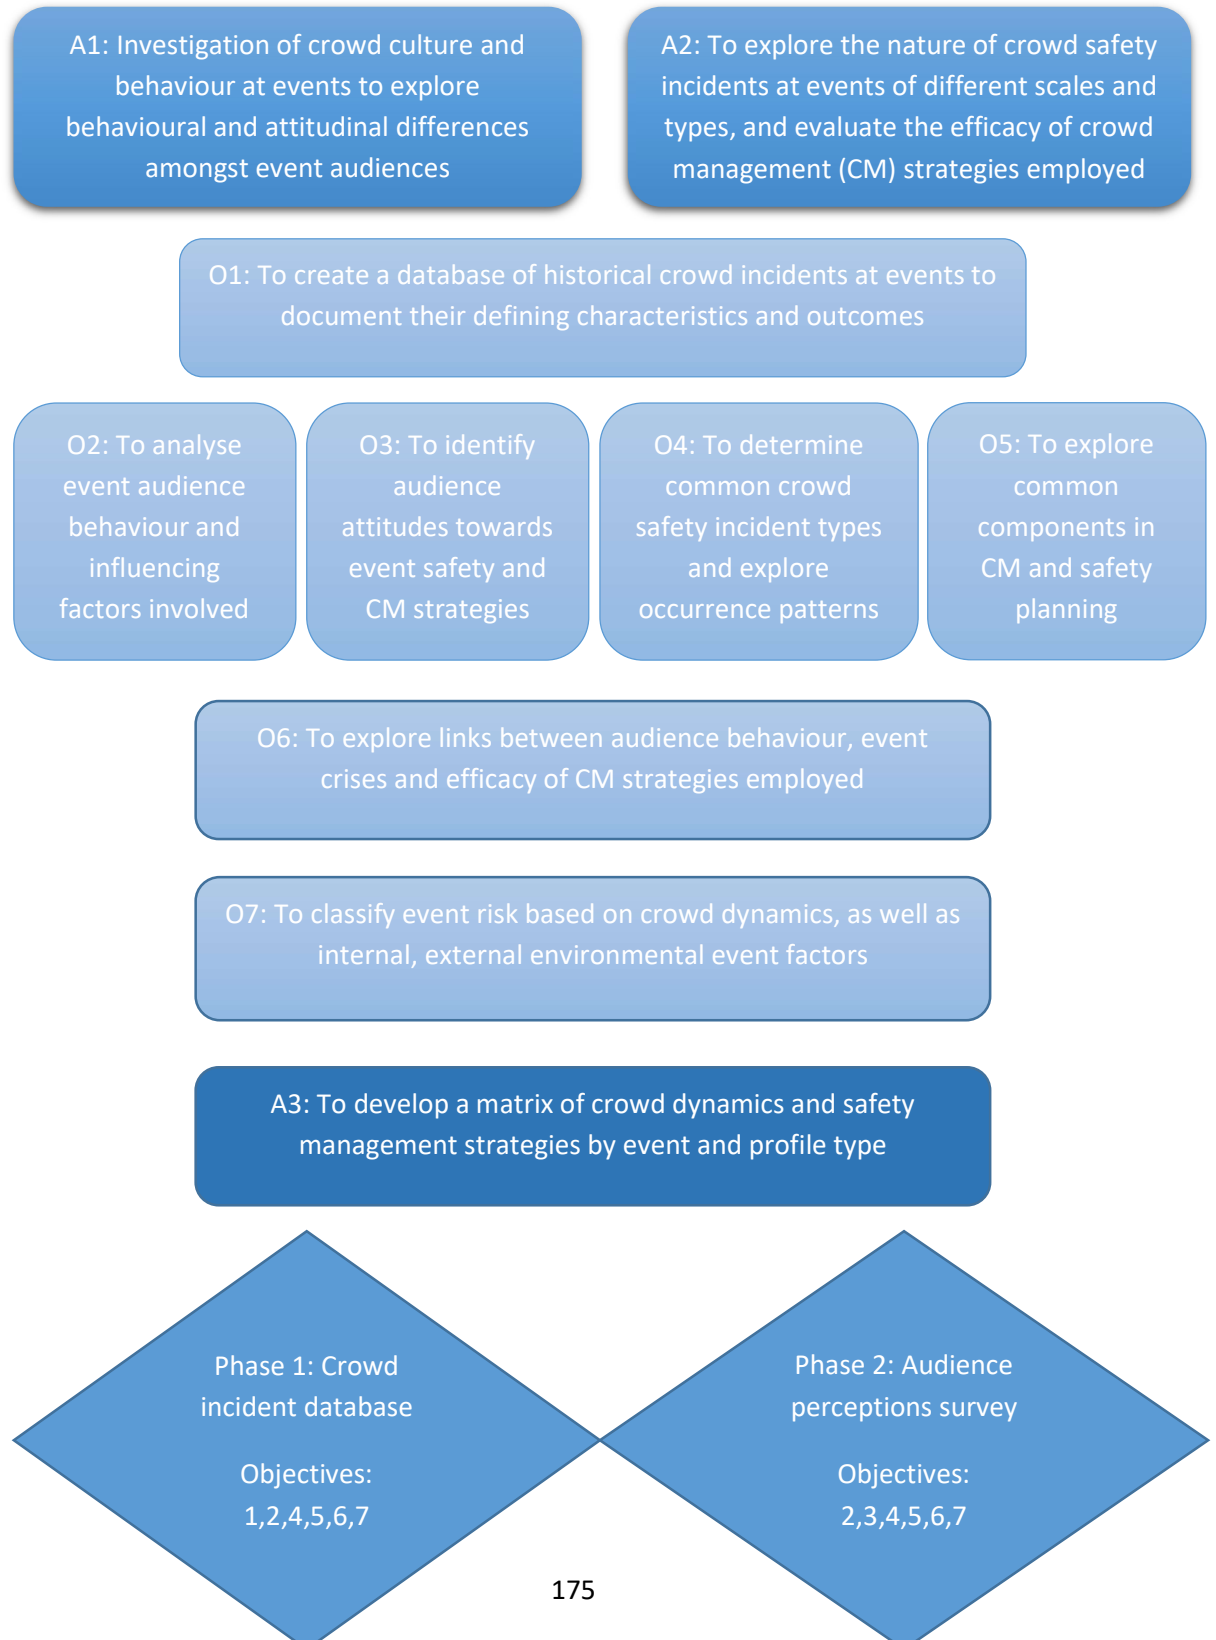 A1: Investigation of crowd culture and
behaviour at events to explore
behavioural and attitudinal differences
amongst event audiences
A2: To explore the nature of crowd safety
incidents at events of different scales and
types, and evaluate the efficacy of crowd
management (CM) strategies employed
O1: To create a database of historical crowd incidents at events to
document their defining characteristics and outcomes
O2: To analyse
event audience
behaviour and
influencing
factors involved
O3: To identify
audience
attitudes towards
event safety and
CM strategies
O4: To determine
common crowd
safety incident types
and explore
occurrence patterns
O5: To explore
common
components in
CM and safety
planning
O6: To explore links between audience behaviour, event
crises and efficacy of CM strategies employed
O7: To classify event risk based on crowd dynamics, as well as
internal, external environmental event factors
A3: To develop a matrix of crowd dynamics and safety
management strategies by event and profile type
Phase 1: Crowd
incident database
Objectives:
1,2,4,5,6,7
Phase 2: Audience
perceptions survey
Objectives:
2,3,4,5,6,7
175